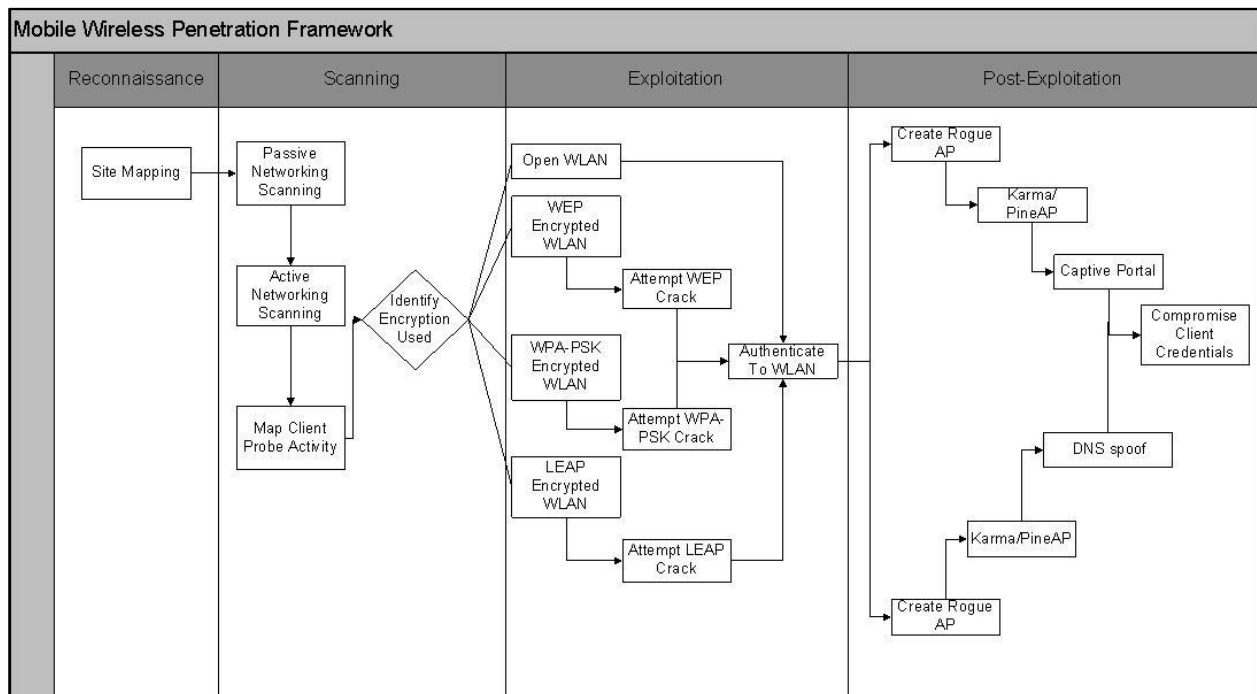 Mobile Wireless Penetration Framework
Reconnaissance
Scanning
Exploitation
Post-Exploitation
Site Mapping
Passive
Networking
Scanning
Active
Networking
Scanning
Map Client
Probe Activity
Identify
Encryption
Used
Open WLAN
WEP
Encrypted
WLAN
Attempt WEP
Crack
WPA-PSK
Encrypted
WLAN
Attempt WPA-
PSK Crack
LEAP
Encrypted
WLAN
Attempt LEAP
Crack
Authenticate
To WLAN
Create Rogue
AP
Karma/
PineAP
Captive Portal
Compromise
Client
Credentials
DNS spoof
Karma/PineAP
Create Rogue
AP